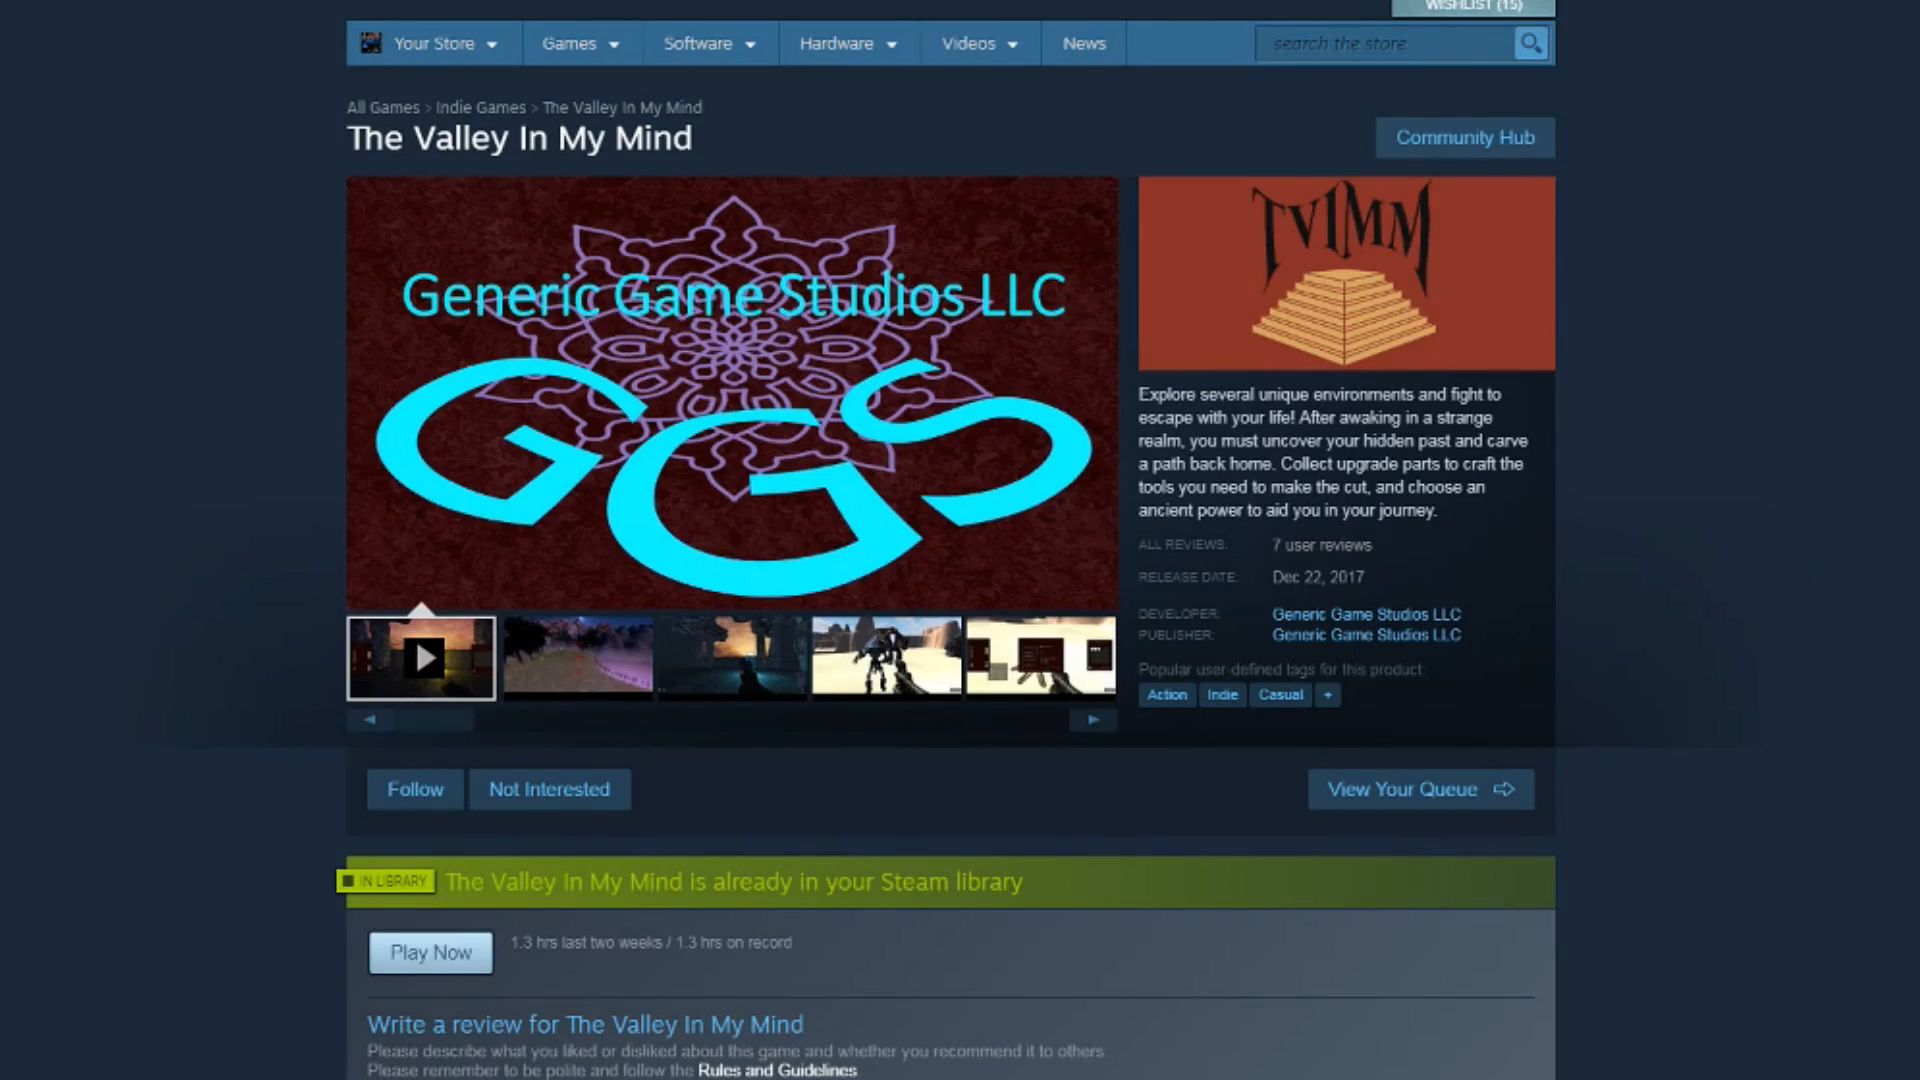 WISHLIST (15)
Your Store
Games
Software
Hardware
Videos
News
search the store
All Games > Indie Games > The Valley In My Mind
The Valley In My Mind
Community Hub
Generic Game Studios LLC
GGS
TVIMM
Explore several unique environments and fight to
escape with your life! After awaking in a strange
realm, you must uncover your hidden past and carve
a path back home. Collect upgrade parts to craft the
tools you need to make the cut, and choose an
ancient power to aid you in your journey.
ALL REVIEWS: 7 user reviews
RELEASE DATE: Dec 22, 2017
DEVELOPER: Generic Game Studios LLC
PUBLISHER: Generic Game Studios LLC
Popular user-defined tags for this product:
Action Indie Casual +
Follow
Not Interested
View Your Queue
IN LIBRARY
The Valley In My Mind is already in your Steam library
Play Now
1.3 hrs last two weeks / 1.3 hrs on record
Write a review for The Valley In My Mind
Please describe what you liked or disliked about this game and whether you recommend it to others.
Please remember to be polite and follow the Rules and Guidelines